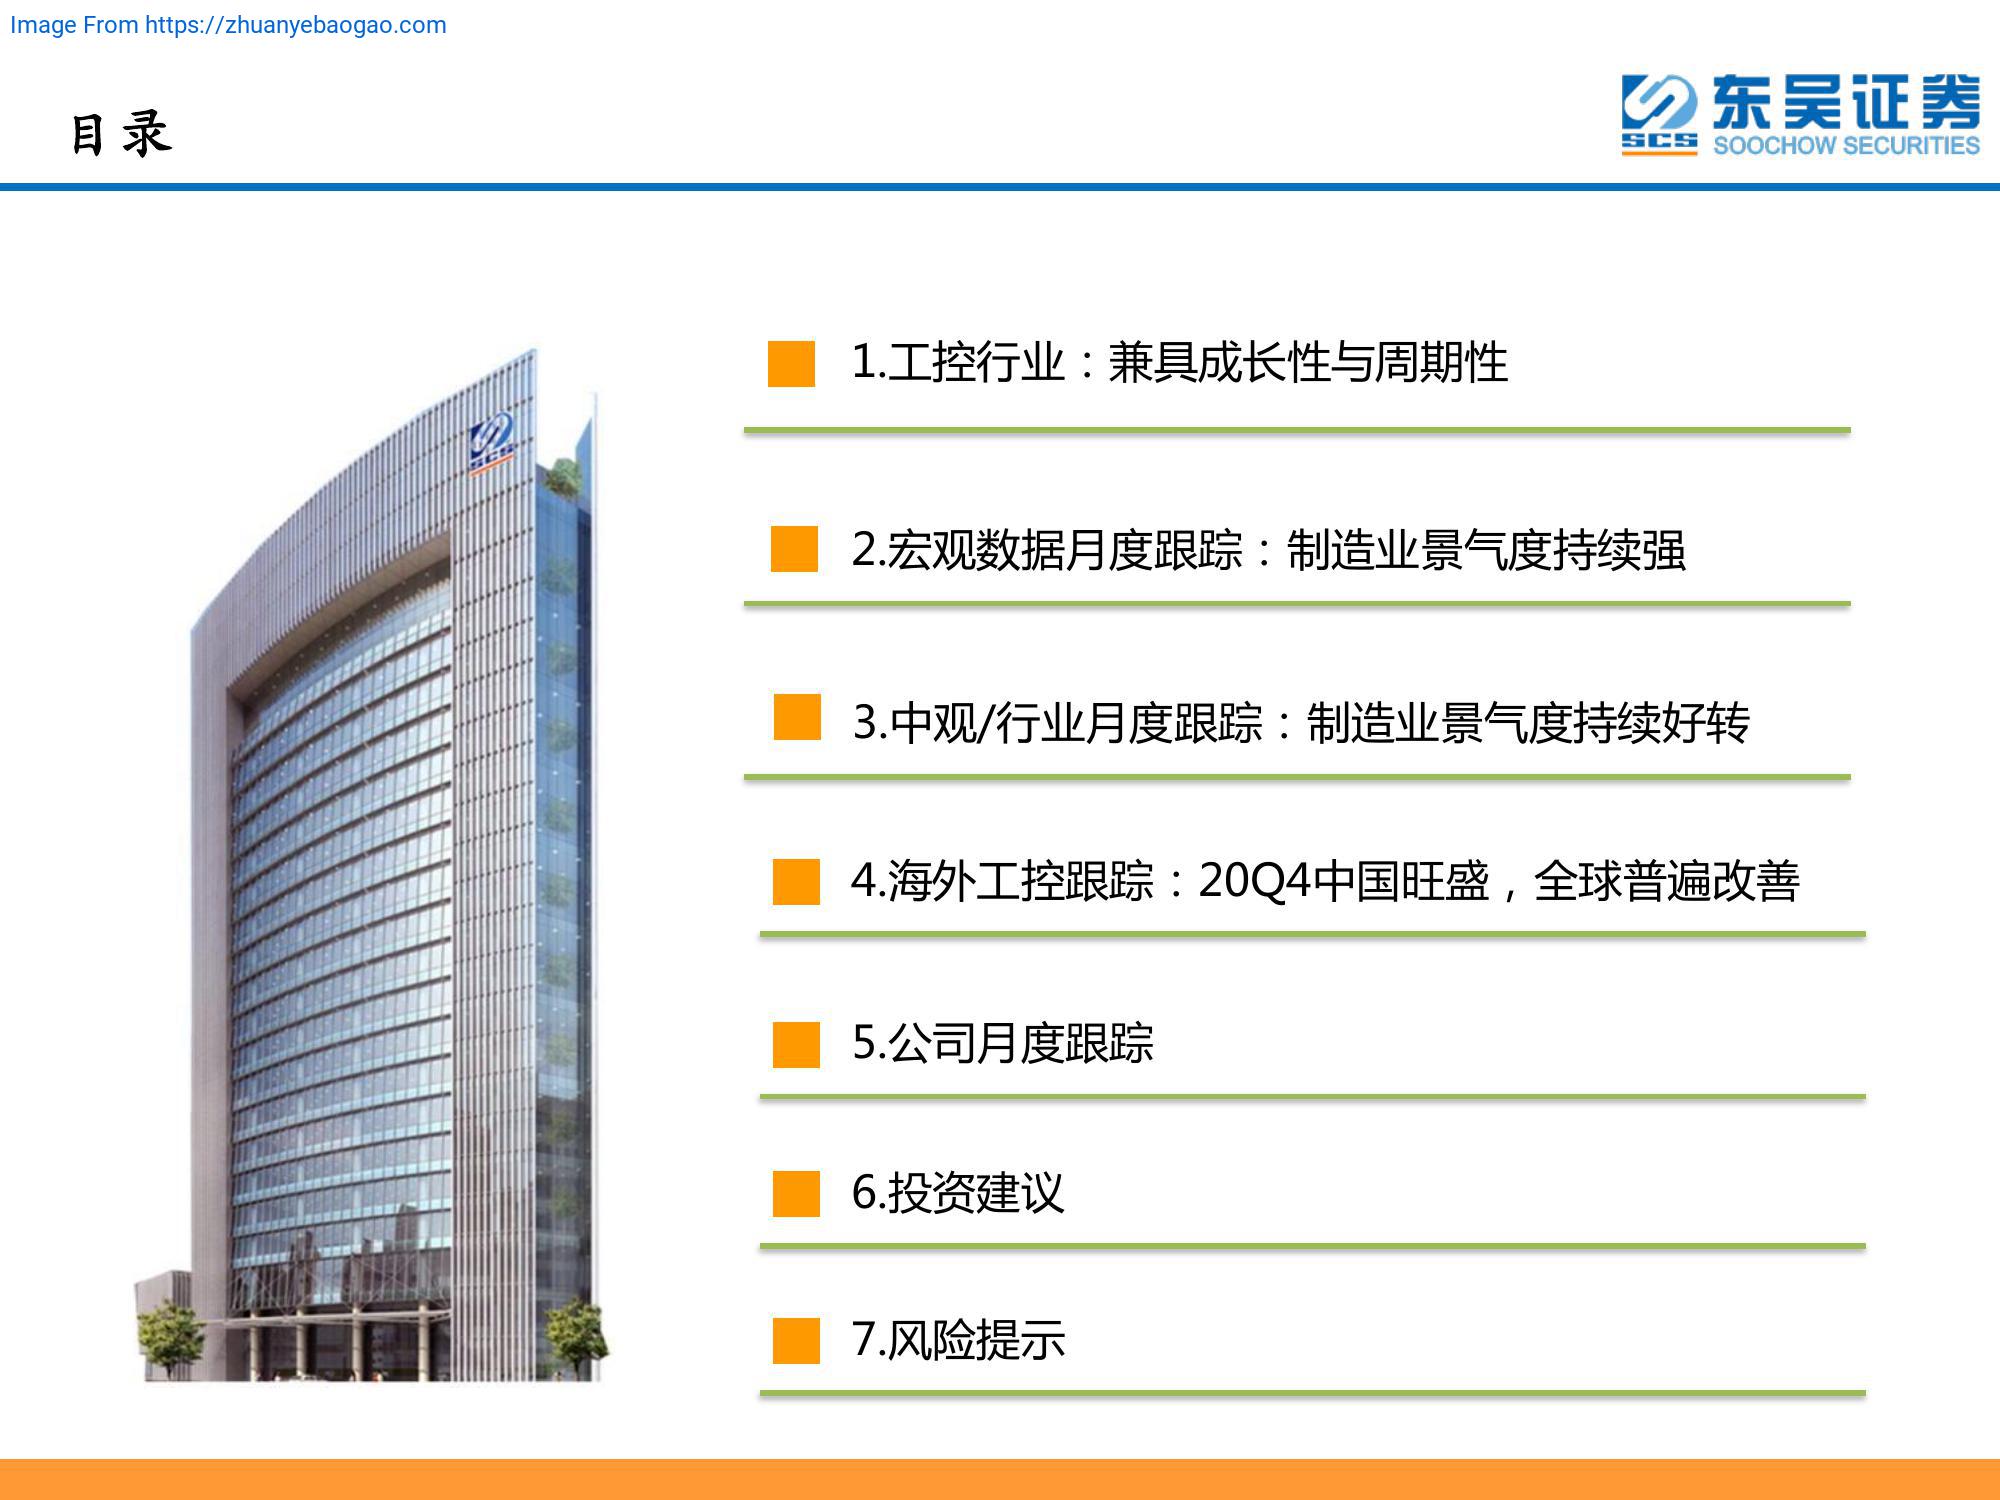 Image From https://zhuanyebaogao.com
目录
东吴证券
SCS
SOOCHOW SECURITIES
SCS
1.工控行业：兼具成长性与周期性
2.宏观数据月度跟踪：制造业景气度持续强
3.中观/行业月度跟踪：制造业景气度持续好转
4.海外工控跟踪：20Q4中国旺盛，全球普遍改善
5.公司月度跟踪
6.投资建议
7.风险提示